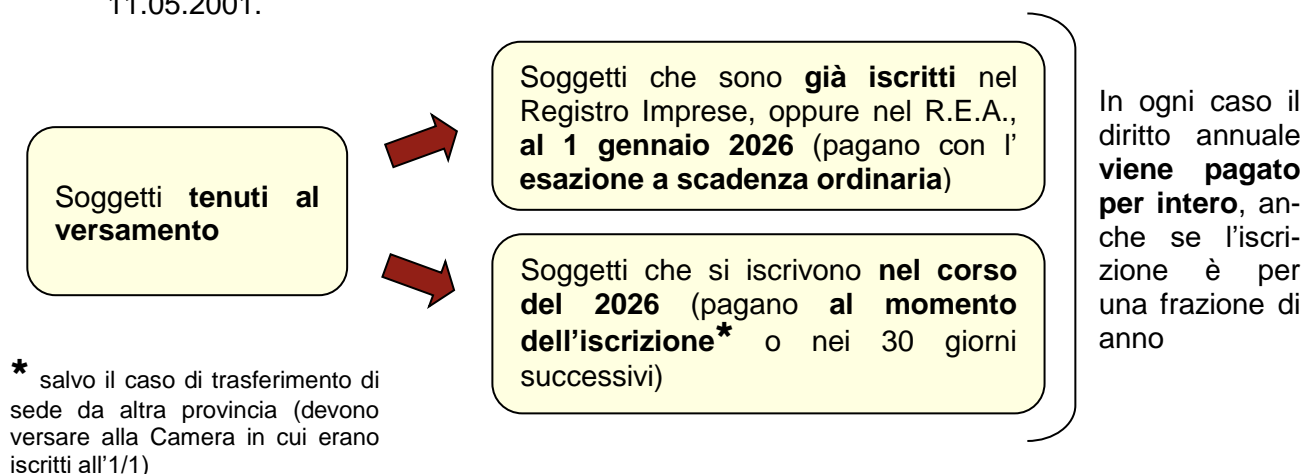 11.05.2001.
Soggetti che sono già iscritti nel
Registro Imprese, oppure nel R.E.A.,
al 1 gennaio 2026 (pagano con l'
esazione a scadenza ordinaria)
Soggetti tenuti al
versamento
Soggetti che si iscrivono nel corso
del 2026 (pagano al momento
dell'iscrizione* o nei 30 giorni
successivi)
In ogni caso il
diritto annuale
viene pagato
per intero, an-
che se l'iscri-
zione è per
una frazione di
anno
* salvo il caso di trasferimento di
sede da altra provincia (devono
versare alla Camera in cui erano
iscritti all'1/1)